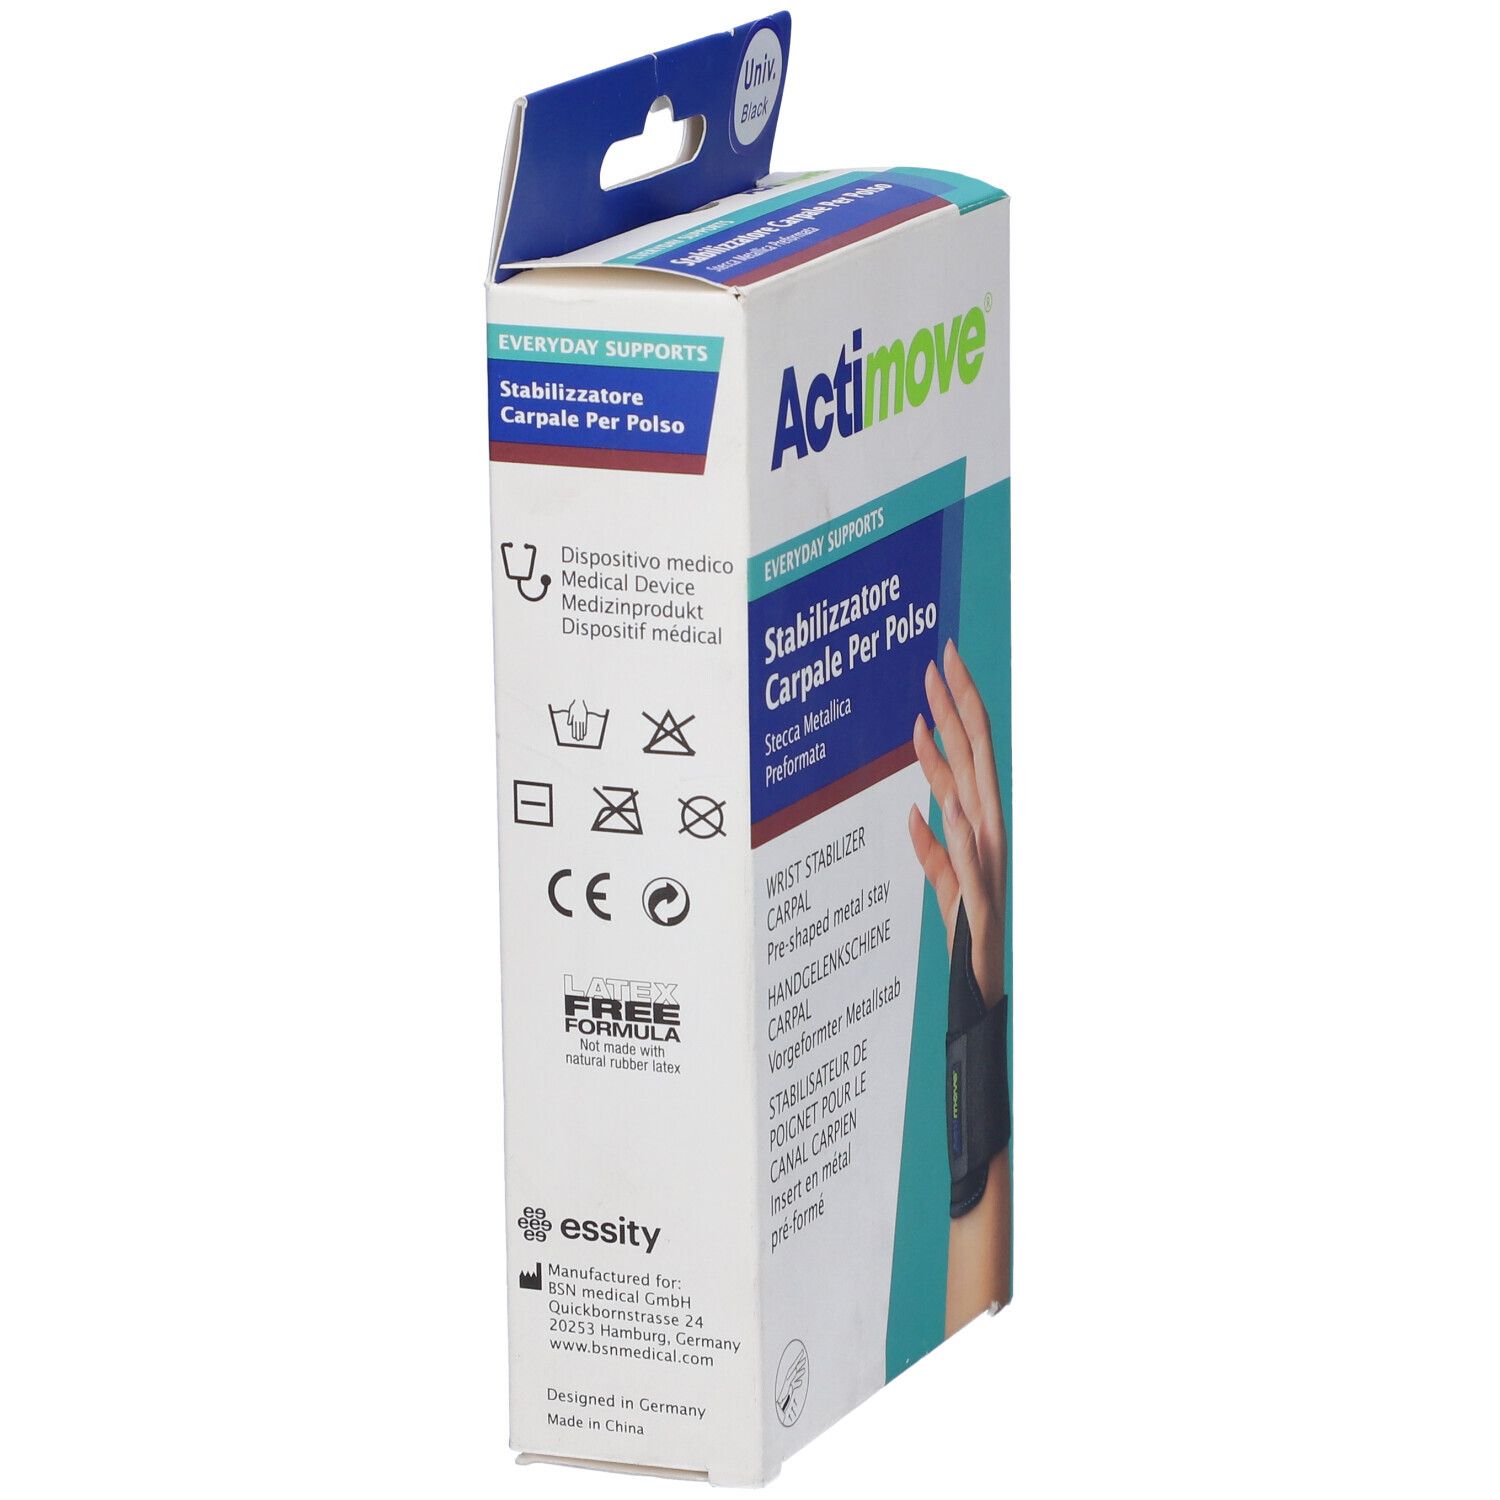 Univ.
Black
EVERYDAY SUPPORTS
Stabilizzatore Carpale Per Polso
Stecca Metallica Preformata
EVERYDAY SUPPORTS
Stabilizzatore
Carpale Per Polso
Dispositivo medico
Medical Device
Medizinprodukt
Dispositif médical
CE
LATEX
FREE
FORMULA
Not made with
natural rubber latex
essity
Manufactured for:
BSN medical GmbH
Quickbornstrasse 24
20253 Hamburg, Germany
www.bsnmedical.com
Designed in Germany
Made in China
Actimove®
EVERYDAY SUPPORTS
Stabilizzatore
Carpale Per Polso
Stecca Metallica
Preformata
WRIST STABILIZER
CARPAL
Pre-shaped metal stay
HANDGELENKSCHIENE
CARPAL
Vorgeformter Metallstab
STABILISATEUR DE
POIGNET POUR LE
CANAL CARPIEN
Insert en métal
pré-formé
Actimove